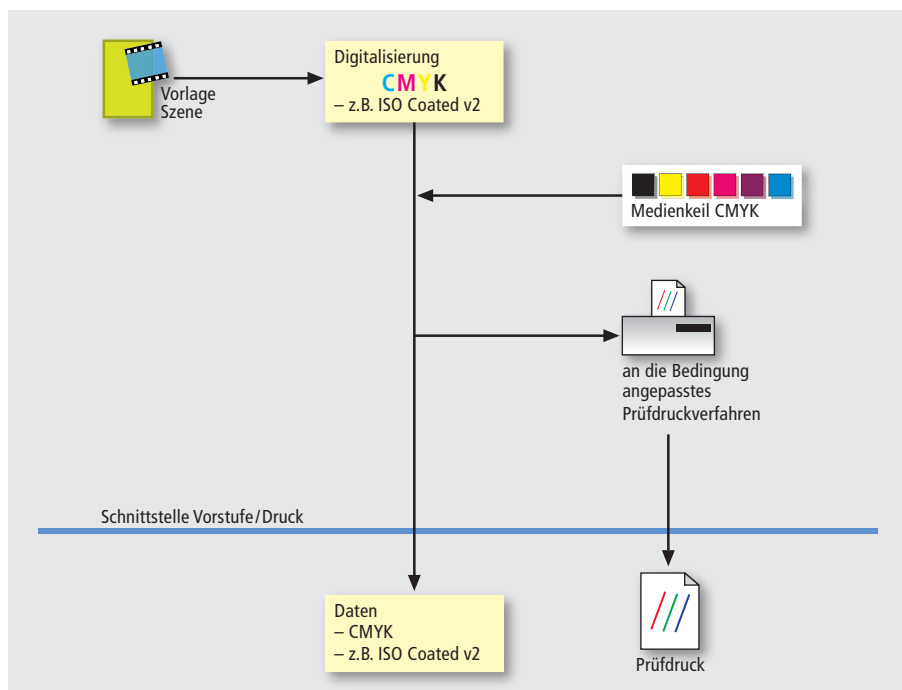 Vorlage
Szene
Digitalisierung
CMYK
– z.B. ISO Coated v2
Medienkeil CMYK
an die Bedingung
angepasstes
Prüfdruckverfahren
Schnittstelle Vorstufe/Druck
Daten
– CMYK
– z.B. ISO Coated v2
Prüfdruck